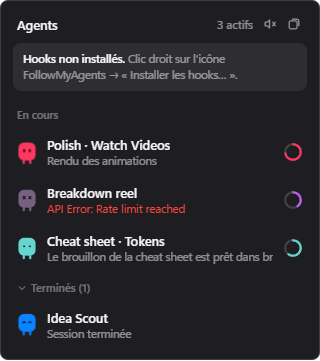 Agents
3 actifs
Hooks non installés. Clic droit sur l'icône
FollowMyAgents → « Installer les hooks... ».
En cours
Polish · Watch Videos
Rendu des animations
Breakdown reel
API Error: Rate limit reached
Cheat sheet · Tokens
Le brouillon de la cheat sheet est prêt dans br
Terminés (1)
Idea Scout
Session terminée